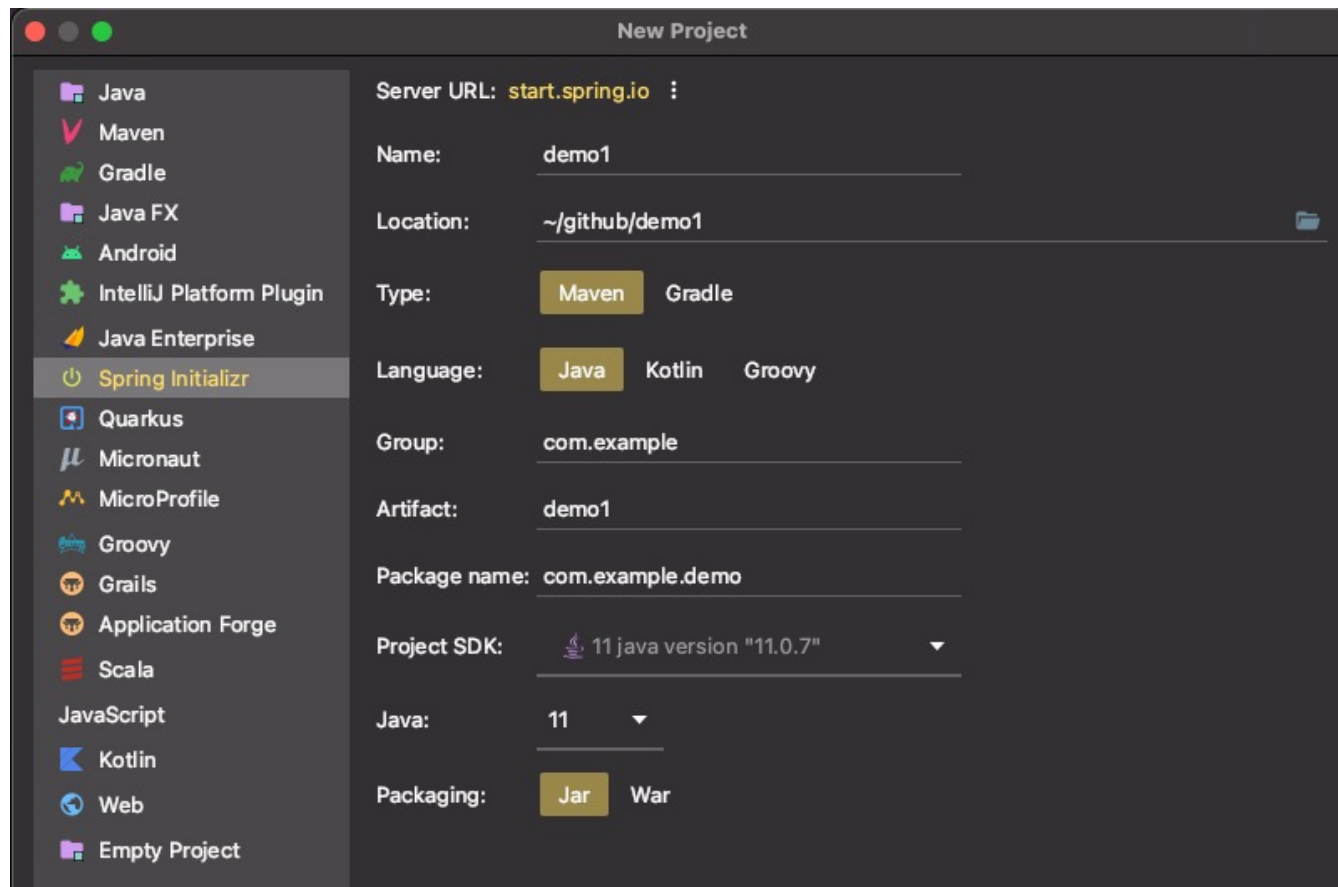 New Project
Java
Maven
Gradle
Java FX
Android
IntelliJ Platform Plugin
Java Enterprise
Spring Initializr
Quarkus
Micronaut
MicroProfile
Groovy
Grails
Application Forge
Scala
JavaScript
Kotlin
Web
Empty Project
Server URL: start.spring.io
Name: demo1
Location: ~/github/demo1
Type: Maven Gradle
Language: Java Kotlin Groovy
Group: com.example
Artifact: demo1
Package name: com.example.demo
Project SDK: 11 java version "11.0.7"
Java: 11
Packaging: Jar War